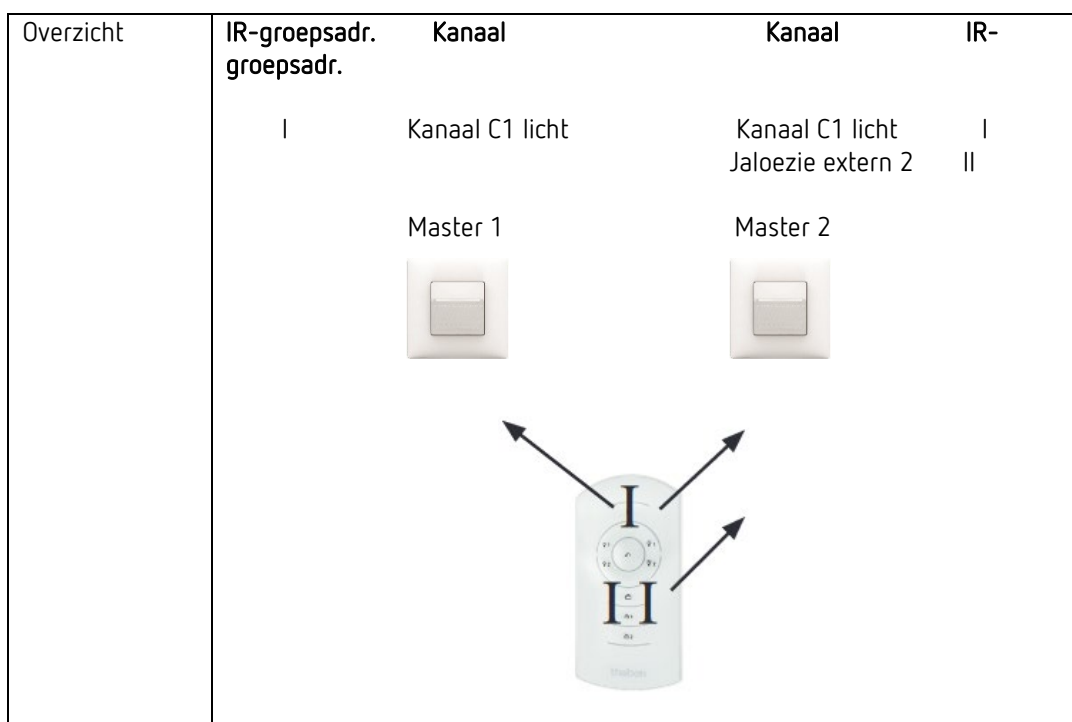 Overzicht
IR-groepsadr. Kanaal Kanaal IR-
groepsadr.
I Kanaal C1 licht Kanaal C1 licht I
Jaloezie extern 2 II
Master 1 Master 2
I
II
theben